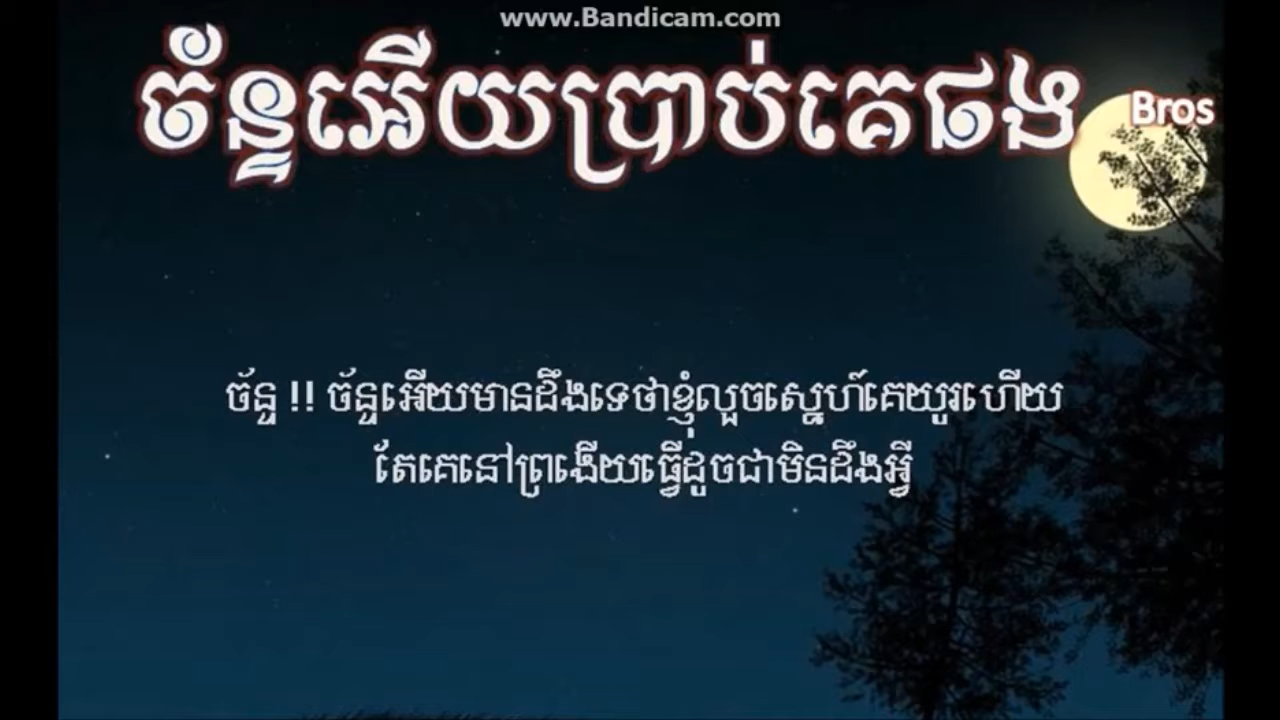 www.Bandicam.com
ច័ន្ទអើយប្រាប់គេផង
Bros
ច័ន្ទ !! ច័ន្ទអើយមានដឹងទេថាខ្ញុំលួចស្នេហ៍គេយូរហើយ
តែគេនៅព្រងើយធ្វើដូចជាមិនដឹងអ្វី